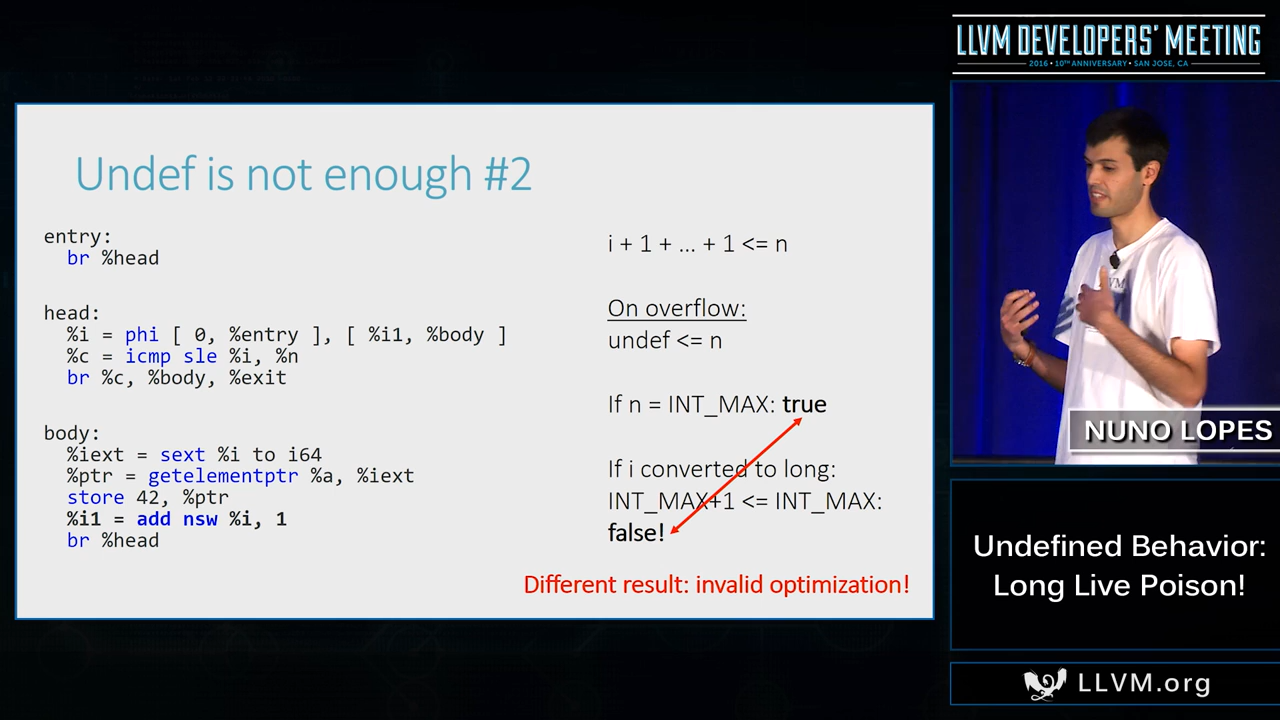 LLVM DEVELOPERS' MEETING
2016 • 10TH ANNIVERSARY • SAN JOSE, CA
Undef is not enough #2
entry:
br %head
head:
%i = phi [ 0, %entry ], [ %i1, %body ]
%c = icmp sle %i, %n
br %c, %body, %exit
body:
%iext = sext %i to i64
%ptr = getelementptr %a, %iext
store 42, %ptr
%i1 = add nsw %i, 1
br %head
i + 1 + ... + 1 <= n
On overflow:
undef <= n
If n = INT_MAX: true
If i converted to long:
INT_MAX+1 <= INT_MAX:
false!
Different result: invalid optimization!
NUNO LOPES
Undefined Behavior:
Long Live Poison!
LLVM.org